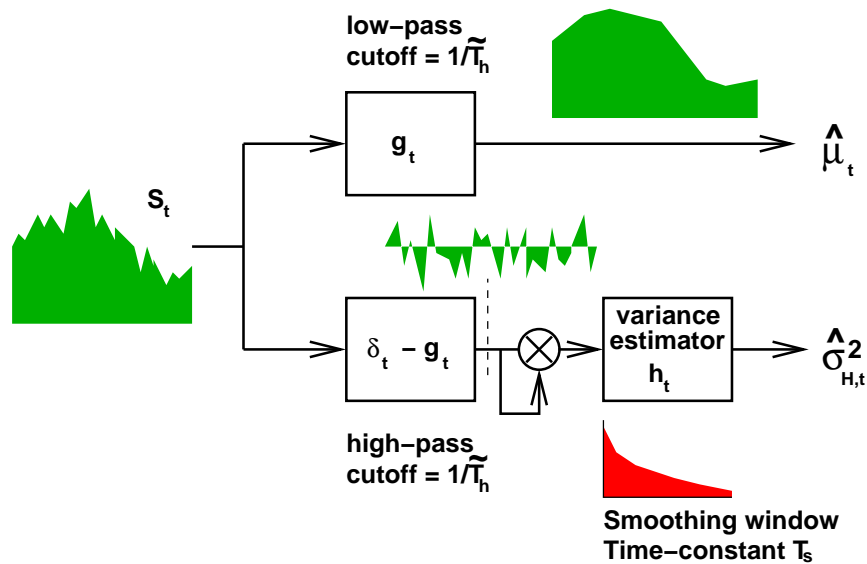 low−pass
cutoff = 1/T̃h
gt
μ̂t
St
δt − gt
variance
estimator
ht
σ̂²H,t
high−pass
cutoff = 1/T̃h
Smoothing window
Time−constant Ts